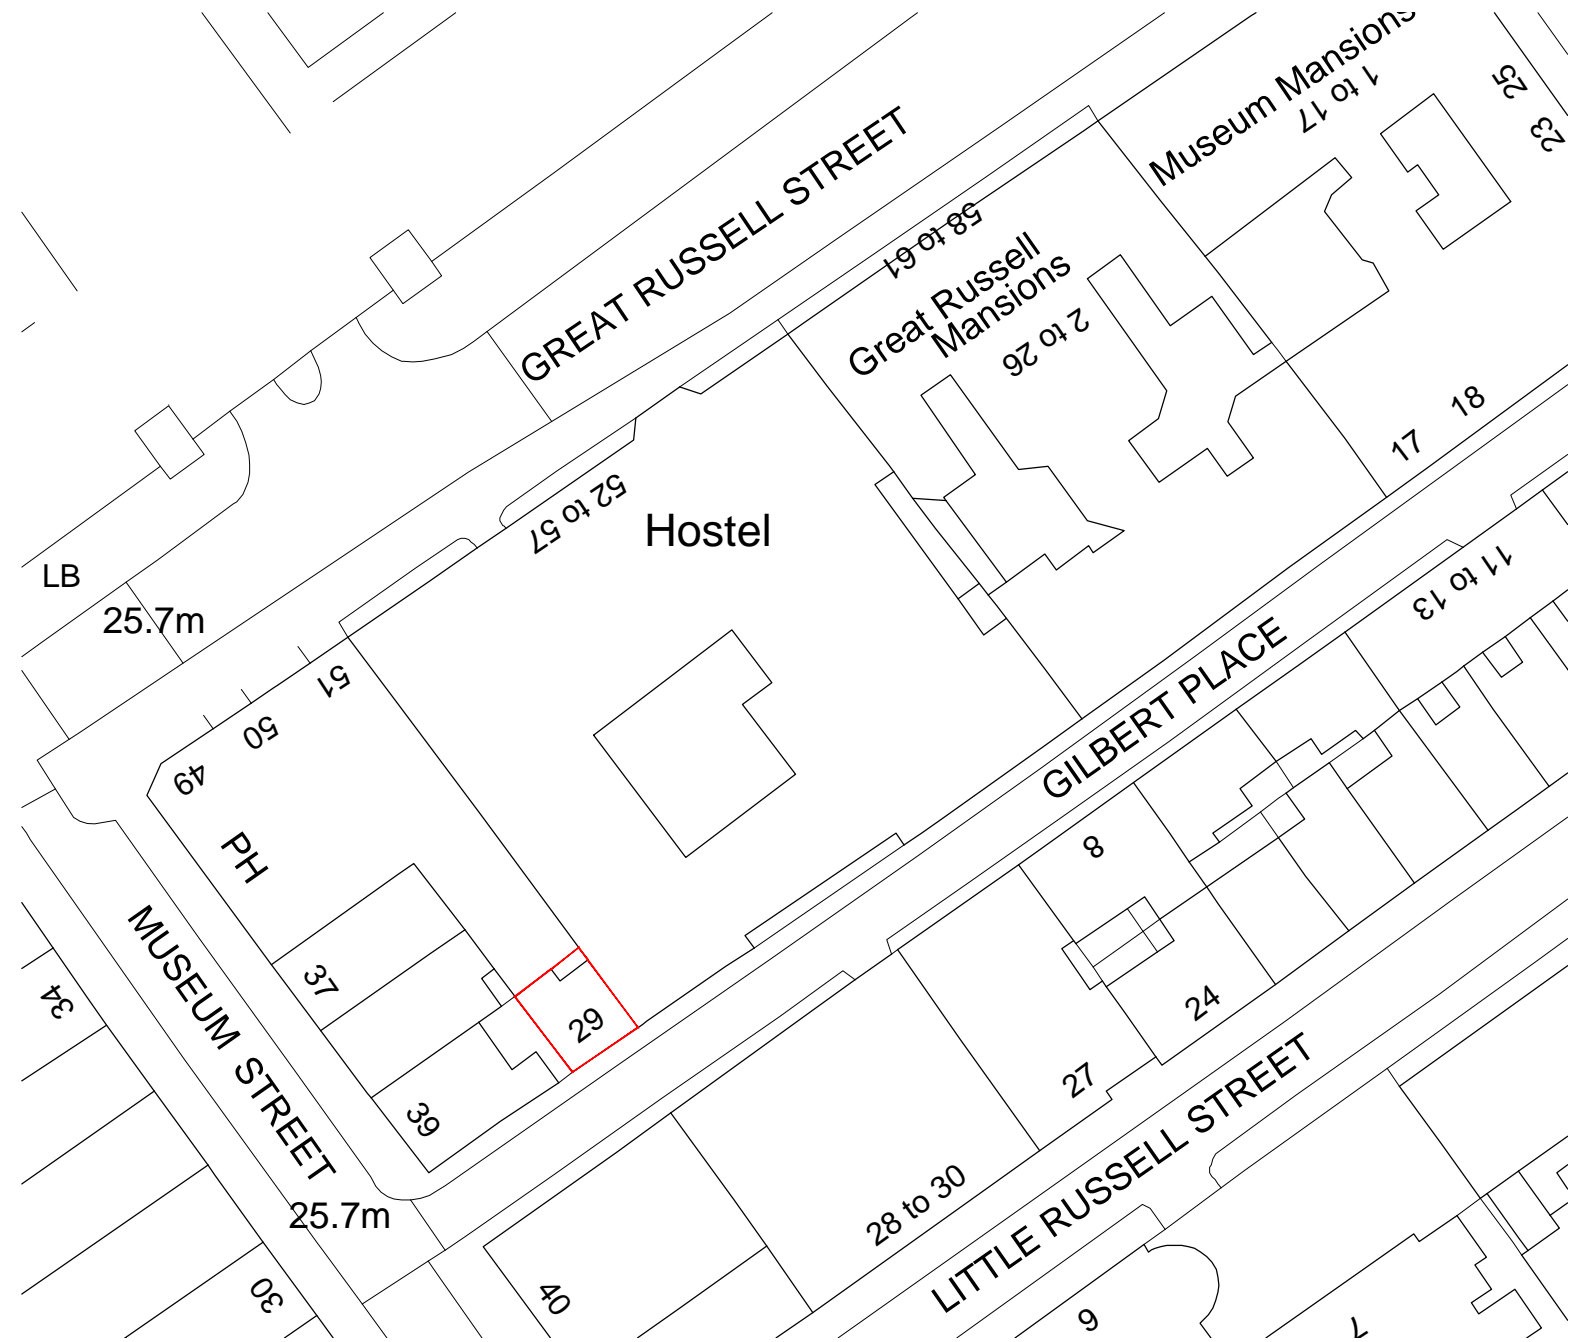 Museum Mansions
1 to 17
25
23
GREAT RUSSELL STREET
58 to 61
Great Russell
Mansions
2 to 26
18
17
52 to 57
Hostel
LB
25.7m
11 to 13
51
50
49
GILBERT PLACE
PH
8
MUSEUM STREET
37
34
29
24
27
39
28 to 30
LITTLE RUSSELL STREET
25.7m
30
40
6
7